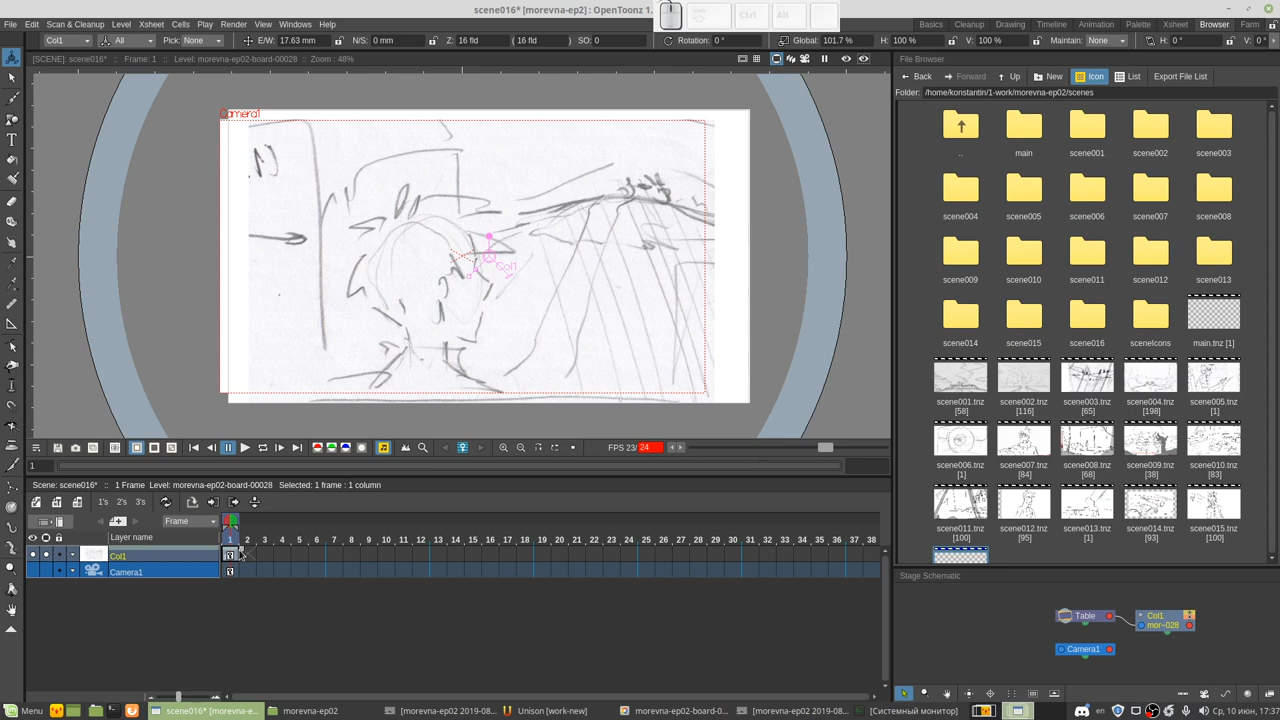 scene016* [morevna-ep2] : OpenToonz 1.
Ctrl
Alt
File Edit Scan & Cleanup Level Xsheet Cells Play Render View Windows Help
Basics Cleanup Drawing Timeline Animation Palette Xsheet Browser Farm
Col1 All Pick: None E/W: 17.63 mm N/S: 0 mm Z: 16 fld ( 16 fld) SO: 0 Rotation: 0 ° Global: 101.7 % H: 100 % V: 100 % Maintain: None H: 0 ° V: 0 °
[SCENE]: scene016* :: Frame: 1 :: Level: morevna-ep02-board-00028 :: Zoom : 48%
Camera1
Col1
File Browser
Back Forward Up New Icon List Export File List
Folder: /home/konstantin/1-work/morevna-ep02/scenes
.. main scene001 scene002 scene003
scene004 scene005 scene006 scene007 scene008
scene009 scene010 scene011 scene012 scene013
scene014 scene015 scene016 sceneIcons main.tnz [1]
scene001.tnz [58] scene002.tnz [116] scene003.tnz [65] scene004.tnz [198] scene005.tnz [1]
scene006.tnz [1] scene007.tnz [84] scene008.tnz [68] scene009.tnz [38] scene010.tnz [83]
scene011.tnz [100] scene012.tnz [95] scene013.tnz [1] scene014.tnz [93] scene015.tnz [100]
FPS 23/ 24
1
Scene: scene016* :: 1 Frame Level: morevna-ep02-board-00028 Selected: 1 frame : 1 column
1's 2's 3's
Frame
Layer name
1 2 3 4 5 6 7 8 9 10 11 12 13 14 15 16 17 18 19 20 21 22 23 24 25 26 27 28 29 30 31 32 33 34 35 36 37 38
Col1
Camera1
Stage Schematic
Table
Col1
mor~028
Camera1
Menu scene016* [morevna-e... morevna-ep02 [morevna-ep02 2019-08... Unison [work-new] morevna-ep02-board-0... [morevna-ep02 2019-08... [Системный монитор] en Ср, 10 июн, 17:37